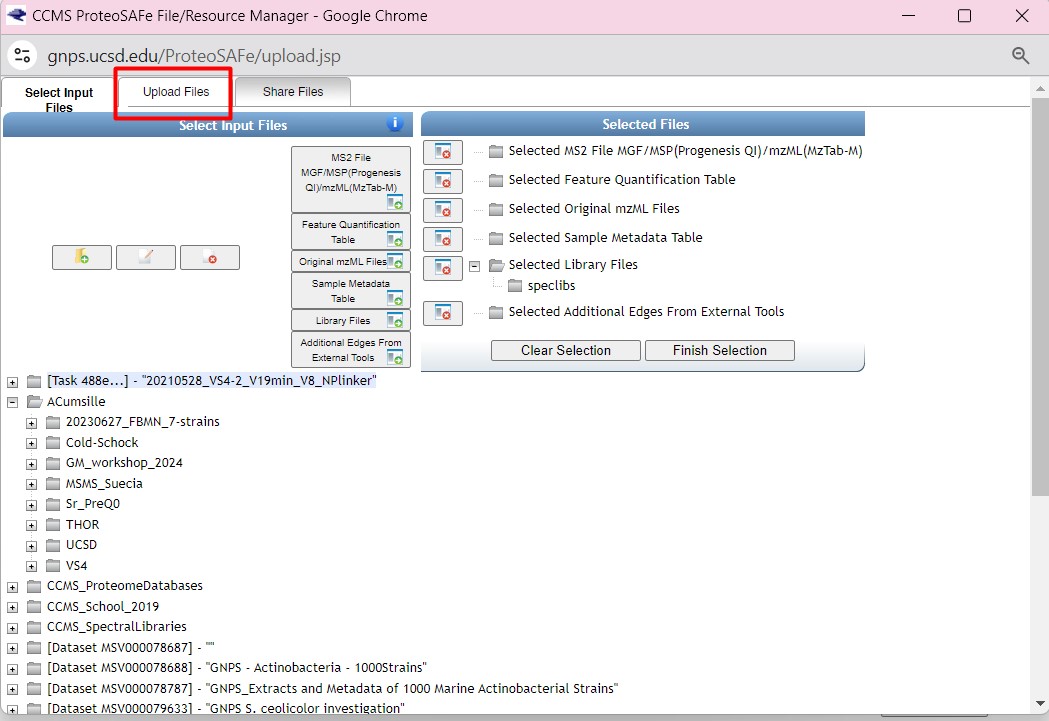 CCMS ProteoSAFe File/Resource Manager - Google Chrome
gnps.ucsd.edu/ProteoSAFe/upload.jsp
Select Input
Files
Upload Files
Share Files
Select Input Files
MS2 File
MGF/MSP(Progenesis
QI)/mzML(MzTab-M)
Feature Quantification
Table
Original mzML Files
Sample Metadata
Table
Library Files
Additional Edges From
External Tools
Selected Files
Selected MS2 File MGF/MSP(Progenesis QI)/mzML(MzTab-M)
Selected Feature Quantification Table
Selected Original mzML Files
Selected Sample Metadata Table
Selected Library Files
speclibs
Selected Additional Edges From External Tools
Clear Selection
Finish Selection
[Task 488e...] - "20210528_VS4-2_V19min_V8_NPlinker"
ACumsille
20230627_FBMN_7-strains
Cold-Schock
GM_workshop_2024
MSMS_Suecia
Sr_PreQ0
THOR
UCSD
VS4
CCMS_ProteomeDatabases
CCMS_School_2019
CCMS_SpectralLibraries
[Dataset MSV000078687] - ""
[Dataset MSV000078688] - "GNPS - Actinobacteria - 1000Strains"
[Dataset MSV000078787] - "GNPS_Extracts and Metadata of 1000 Marine Actinobacterial Strains"
[Dataset MSV000079633] - "GNPS S. ceolicolor investigation"